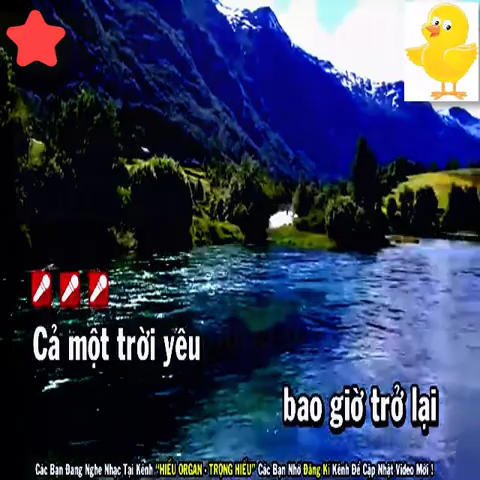 Cả một trời yêu
bao giờ trở lại
Các Bạn Đang Nghe Nhạc Tại Kênh "HIẾU ORGAN - TRỌNG HIẾU" Các Bạn Nhớ Đăng Kí Kênh Để Cập Nhật Video Mới !